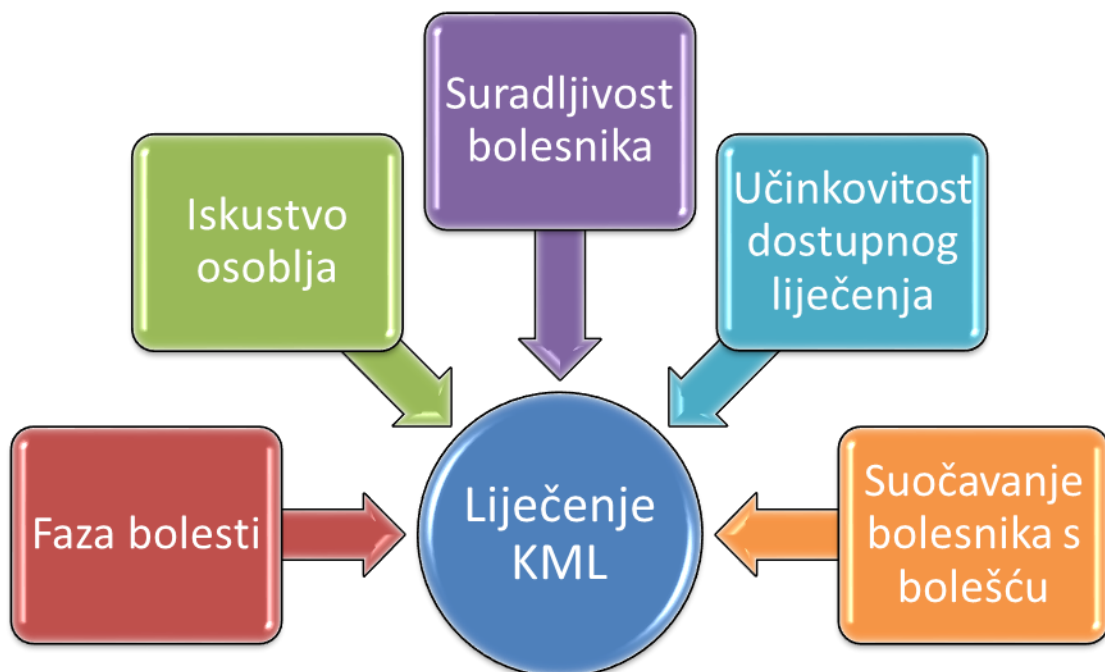 Suradljivost
bolesnika
Iskustvo
osoblja
Učinkovitost
dostupnog
liječenja
Faza bolesti
Liječenje
KML
Suočavanje
bolesnika s
bolešću